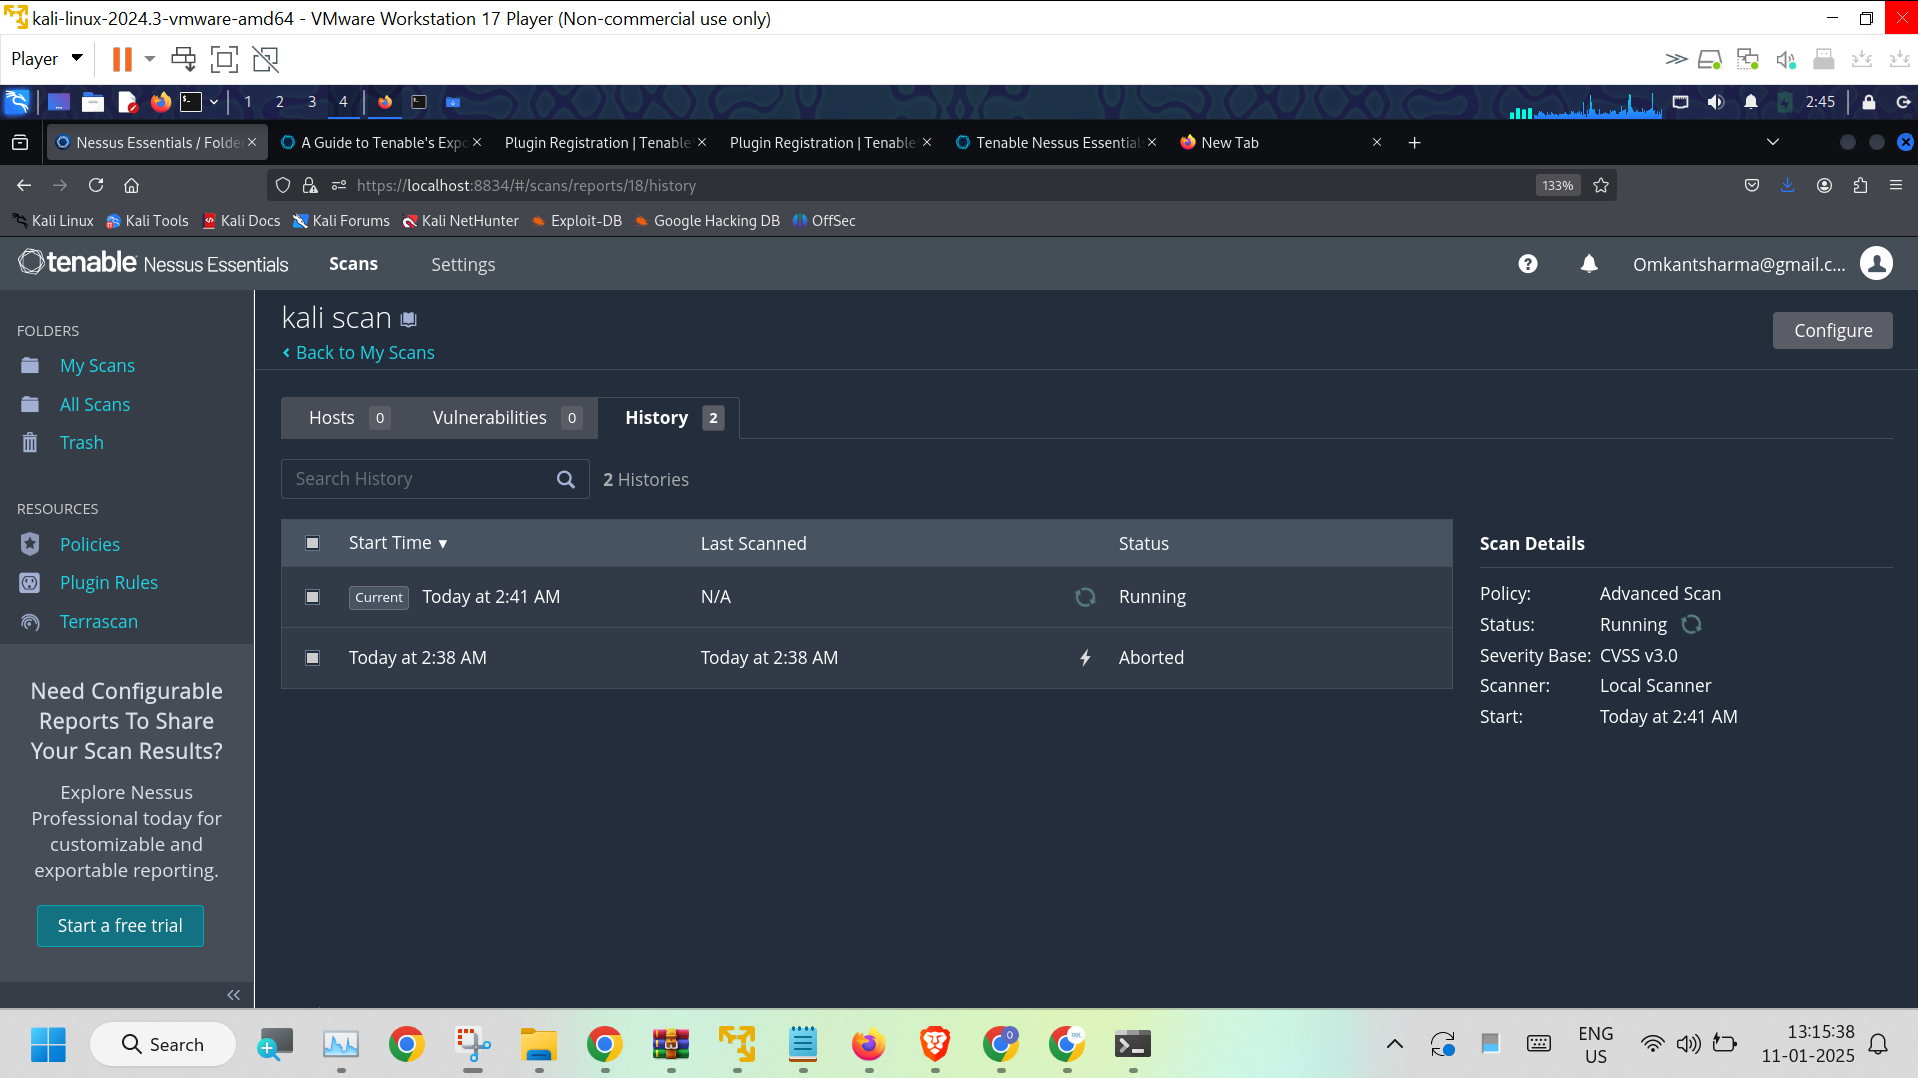 kali-linux-2024.3-vmware-amd64 - VMware Workstation 17 Player (Non-commercial use only)
Player
1 2 3 4
2:45
Nessus Essentials / Folde
A Guide to Tenable's Expo
Plugin Registration | Tenable
Plugin Registration | Tenable
Tenable Nessus Essential
New Tab
https://localhost:8834/#/scans/reports/18/history
133%
Kali Linux
Kali Tools
Kali Docs
Kali Forums
Kali NetHunter
Exploit-DB
Google Hacking DB
OffSec
tenable Nessus Essentials
Scans
Settings
Omkantsharma@gmail.c...
FOLDERS
My Scans
All Scans
Trash
RESOURCES
Policies
Plugin Rules
Terrascan
Need Configurable
Reports To Share
Your Scan Results?
Explore Nessus
Professional today for
customizable and
exportable reporting.
Start a free trial
kali scan
Back to My Scans
Configure
Hosts 0
Vulnerabilities 0
History 2
Search History
2 Histories
Start Time Last Scanned Status
Current Today at 2:41 AM N/A Running
Today at 2:38 AM Today at 2:38 AM Aborted
Scan Details
Policy: Advanced Scan
Status: Running
Severity Base: CVSS v3.0
Scanner: Local Scanner
Start: Today at 2:41 AM
Search
ENG
US
13:15:38
11-01-2025